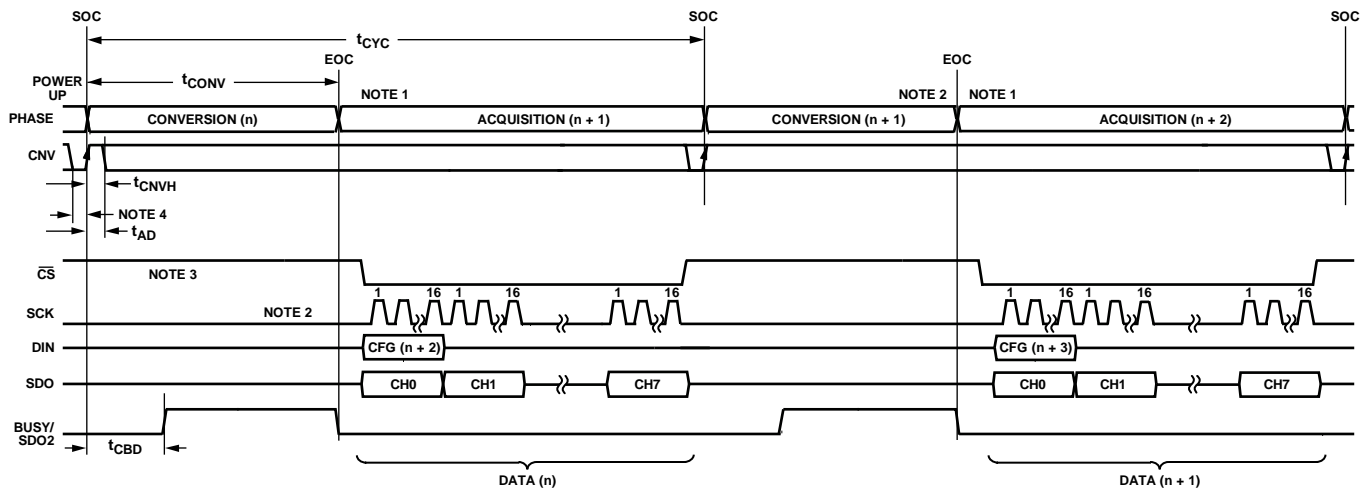 SOC SOC SOC
tCYC
EOC EOC
POWER UP
tCONV
NOTE 1 NOTE 2 NOTE 1
PHASE CONVERSION (n) ACQUISITION (n + 1) CONVERSION (n + 1) ACQUISITION (n + 2)
CNV
tCNVH
NOTE 4
tAD
CS NOTE 3
1 16 1 16 1 16 1 16 1 16 1 16
SCK NOTE 2
DIN CFG (n + 2) CFG (n + 3)
SDO CH0 CH1 CH7 CH0 CH1 CH7
BUSY/
SDO2
tCBD
DATA (n) DATA (n + 1)